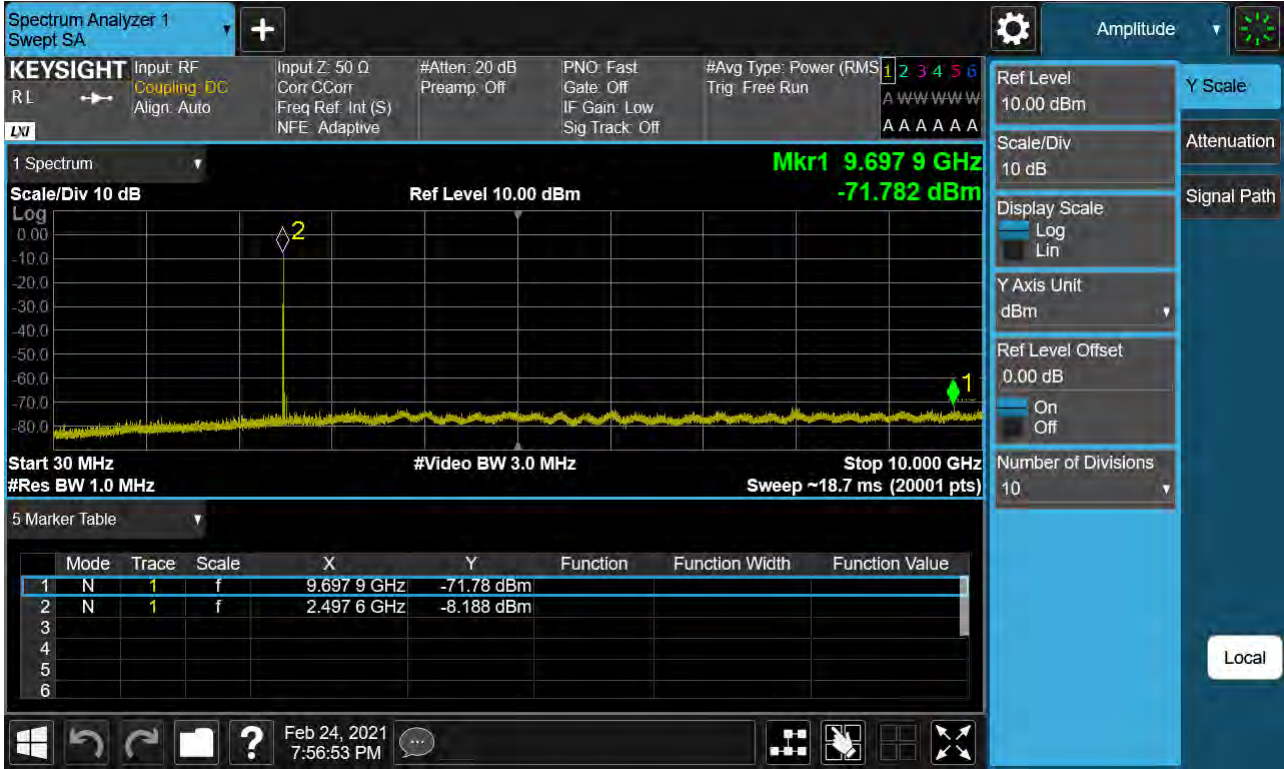 Spectrum Analyzer 1
Swept SA
+
Amplitude
KEYSIGHT
R L
LXI
Input: RF
Coupling: DC
Align: Auto
Input Z: 50 Ω
Corr CCorr
Freq Ref: Int (S)
NFE: Adaptive
#Atten: 20 dB
Preamp: Off
PNO: Fast
Gate: Off
IF Gain: Low
Sig Track: Off
#Avg Type: Power (RMS
Trig: Free Run
1 2 3 4 5 6
A W W W W W
A A A A A A
1 Spectrum
Mkr1 9.697 9 GHz
Scale/Div 10 dB
Ref Level 10.00 dBm
-71.782 dBm
Log
0.00
-10.0
-20.0
-30.0
-40.0
-50.0
-60.0
-70.0
-80.0
2
1
Start 30 MHz
#Video BW 3.0 MHz
Stop 10.000 GHz
#Res BW 1.0 MHz
Sweep ~18.7 ms (20001 pts)
5 Marker Table
Mode Trace Scale X Y Function Function Width Function Value
1 N 1 f 9.697 9 GHz -71.78 dBm
2 N 1 f 2.497 6 GHz -8.188 dBm
3
4
5
6
Ref Level
10.00 dBm
Scale/Div
10 dB
Display Scale
Log
Lin
Y Axis Unit
dBm
Ref Level Offset
0.00 dB
On
Off
Number of Divisions
10
Y Scale
Attenuation
Signal Path
Local
?
Feb 24, 2021
7:56:53 PM